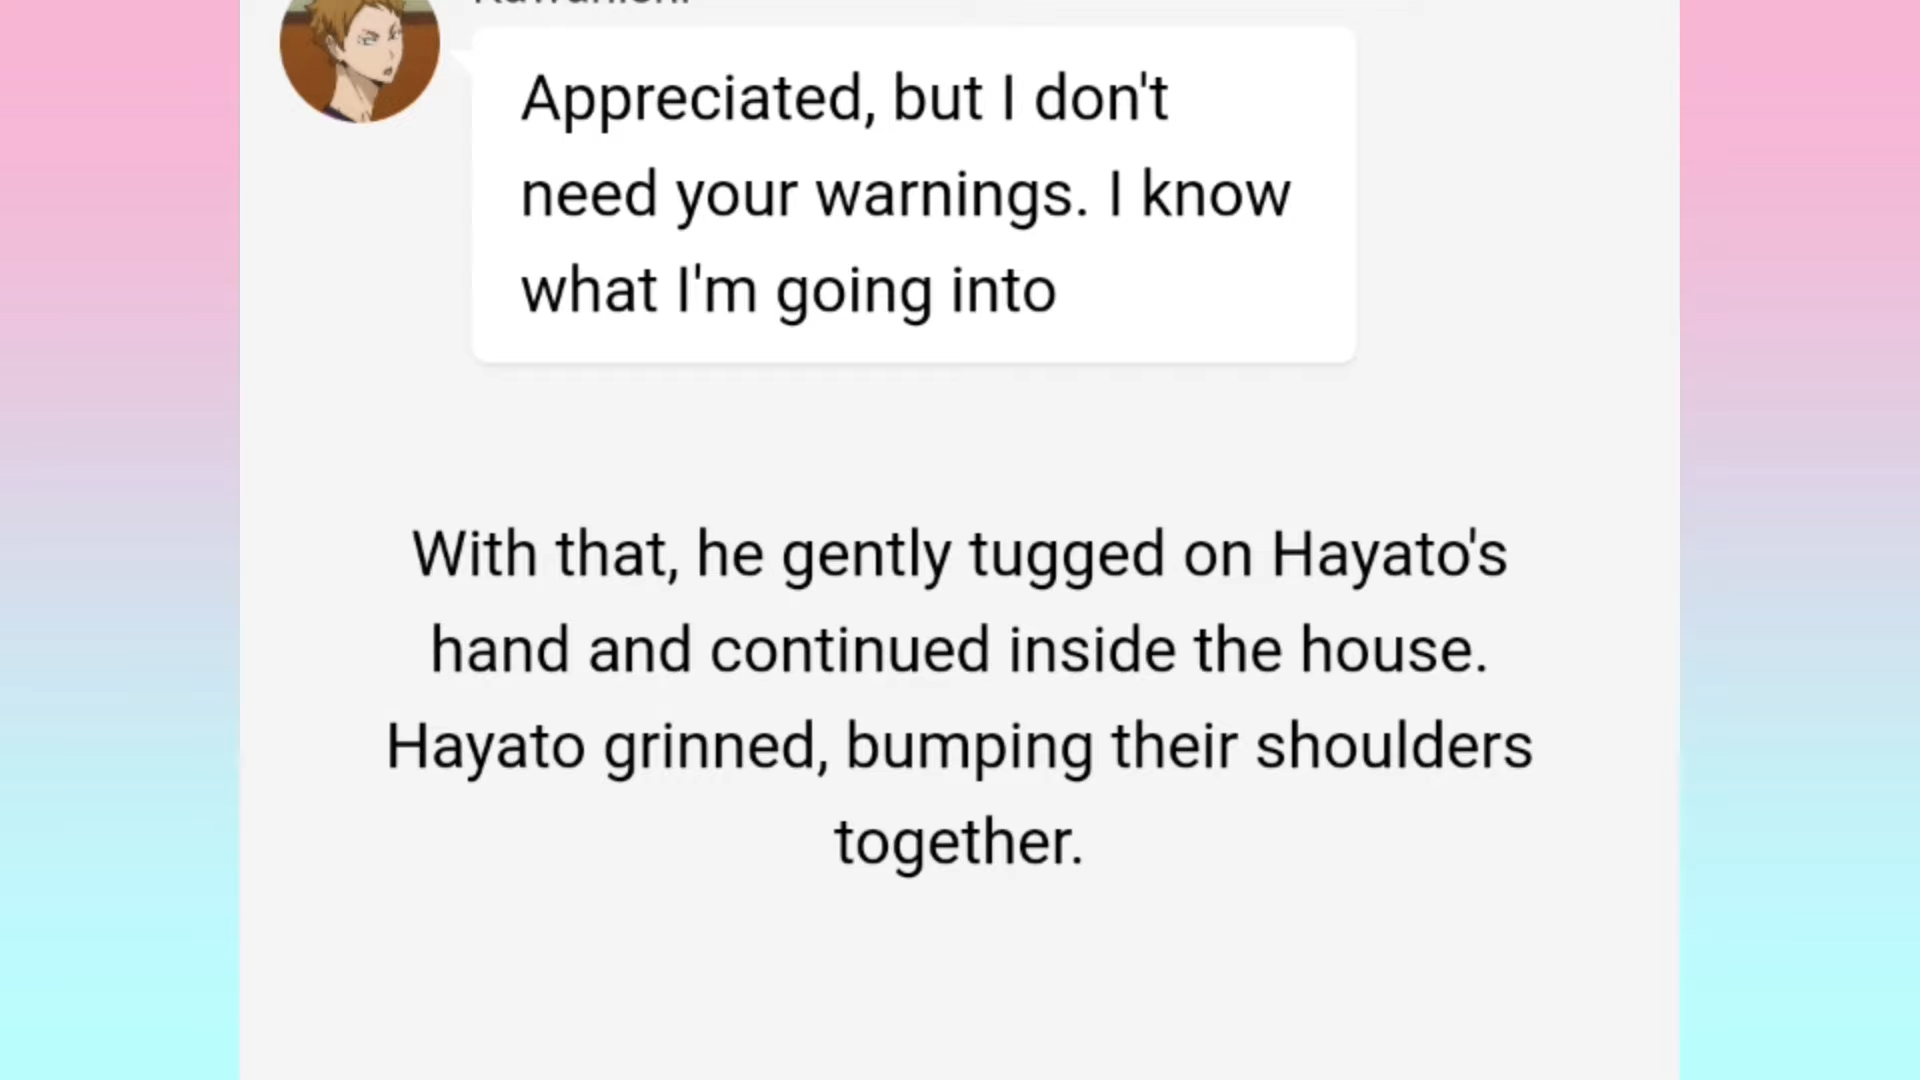 Appreciated, but I don't
need your warnings. I know
what I'm going into
With that, he gently tugged on Hayato's
hand and continued inside the house.
Hayato grinned, bumping their shoulders
together.